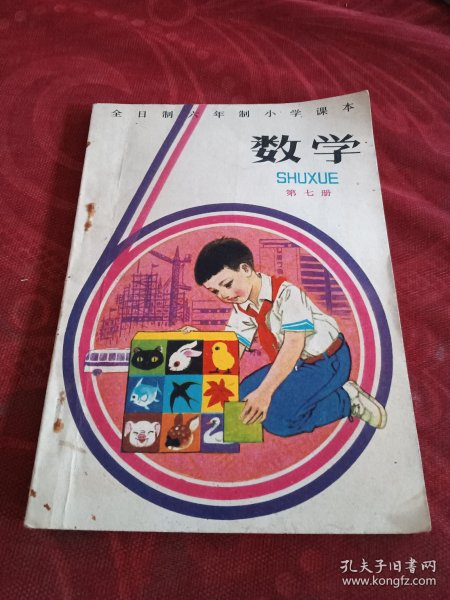 全日制六年制小学课本
数学
SHUXUE
第七册
孔夫子旧书网
www.kongfz.com